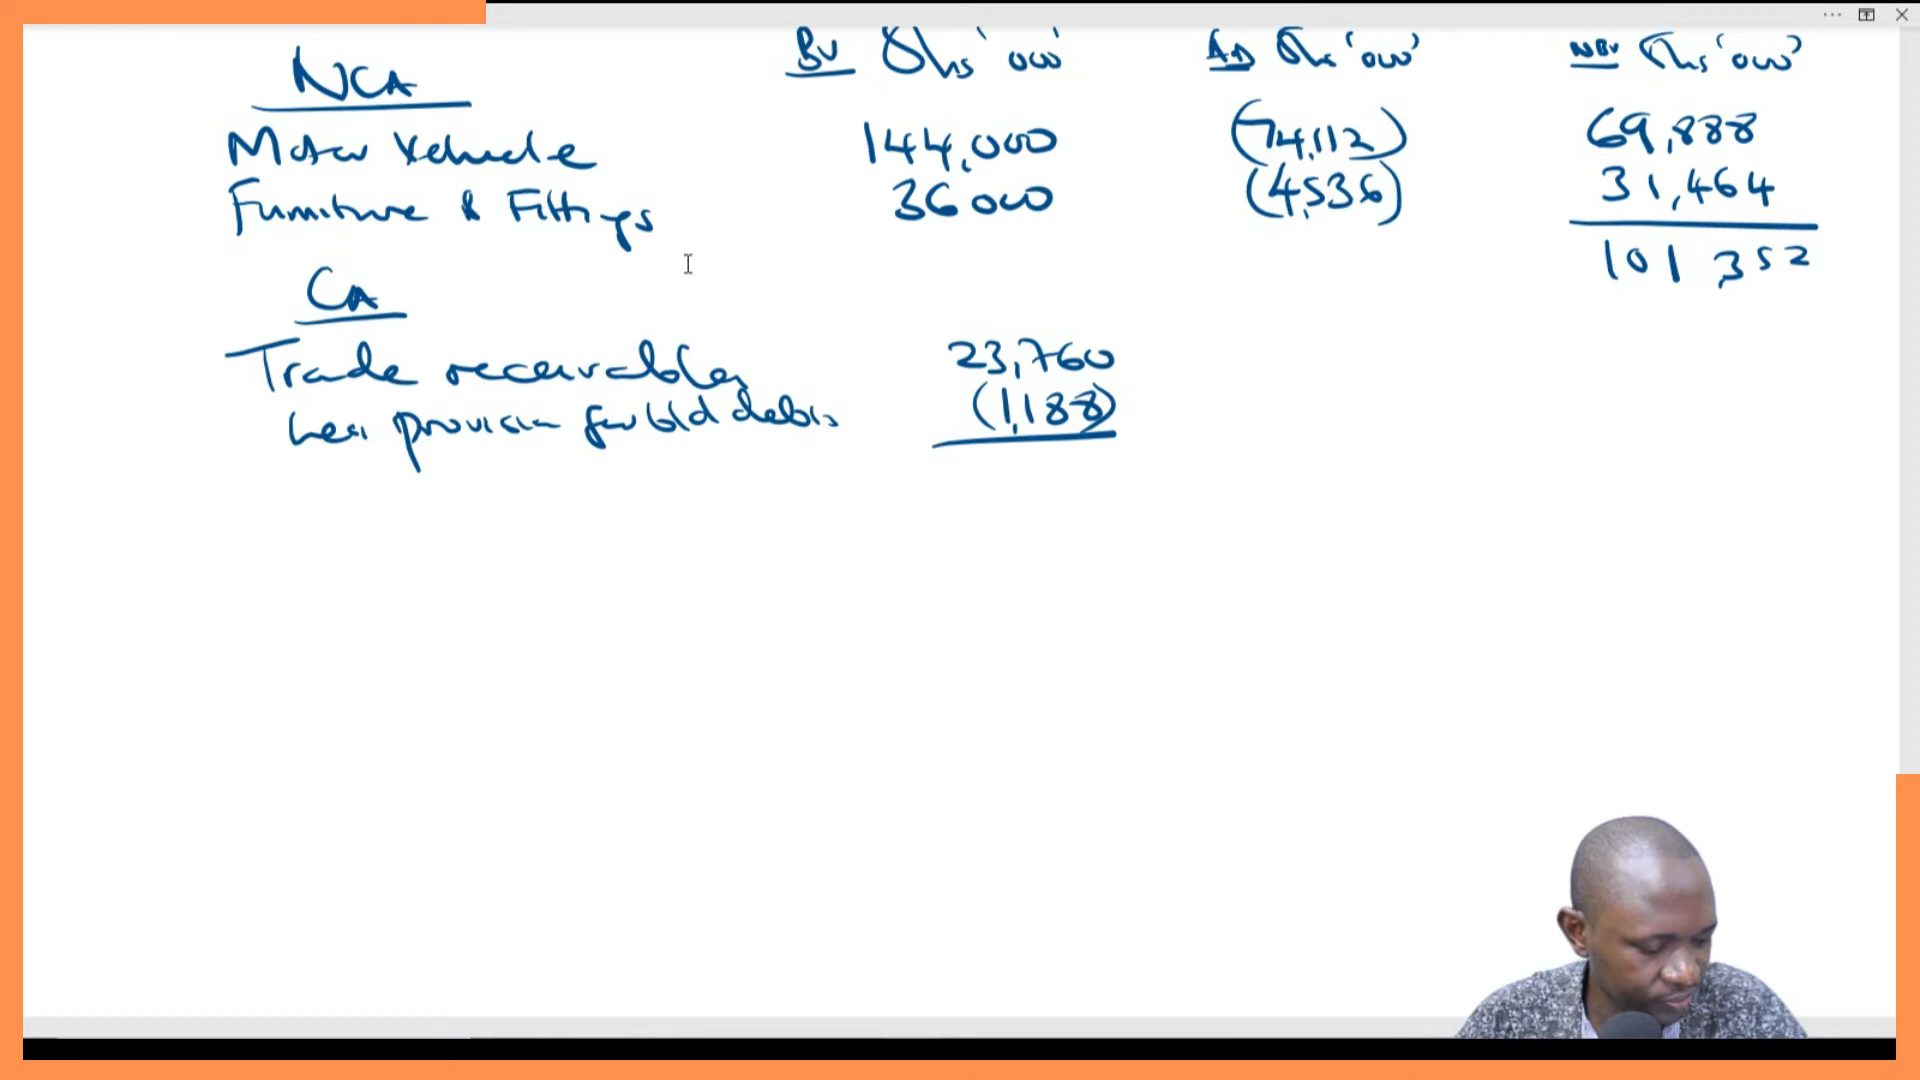 NCA BV Shs '000' AD Shs '000' NBV Shs '000'
Motor Vehicle 144,000 (74,112) 69,888
Furniture & Fittings 36 000 (4,536) 31,464
101,352
CA
Trade receivables 23,760
Less provision for bad debts (1,188)